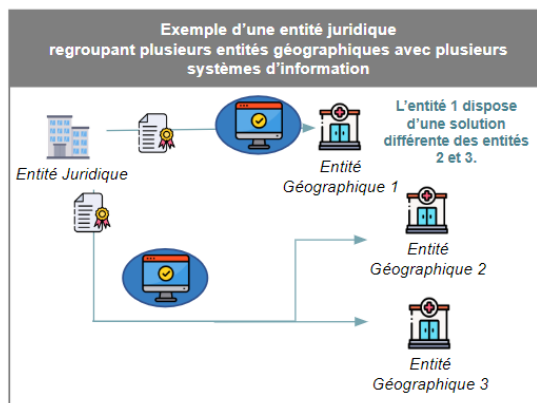 Exemple d'une entité juridique
regroupant plusieurs entités géographiques avec plusieurs
systèmes d'information
L'entité 1 dispose
d'une solution
différente des entités
2 et 3.
Entité Juridique
Entité
Géographique 1
Entité
Géographique 2
Entité
Géographique 3